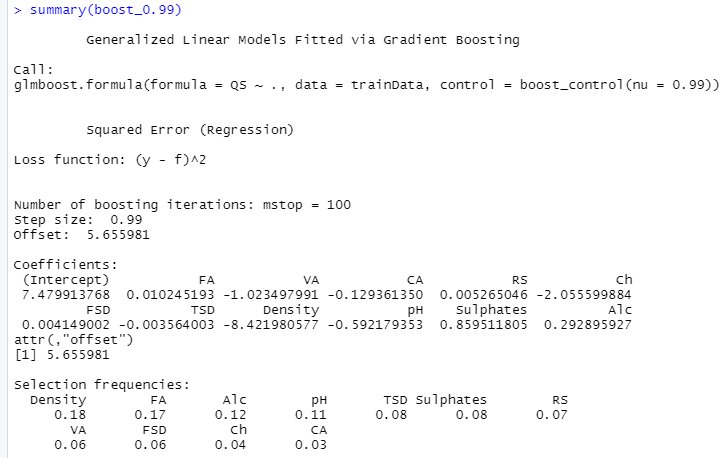 > summary(boost_0.99)
Generalized Linear Models Fitted via Gradient Boosting
Call:
glmboost.formula(formula = QS ~ ., data = trainData, control = boost_control(nu = 0.99))
Squared Error (Regression)
Loss function: (y - f)^2
Number of boosting iterations: mstop = 100
Step size:  0.99
Offset:  5.655981
Coefficients:
 (Intercept)           FA           VA           CA           RS           Ch
 7.479913768  0.010245193 -1.023497991 -0.129361350  0.005265046 -2.055599884
         FSD          TSD      Density           pH    Sulphates          Alc
 0.004149002 -0.003564003 -8.421980577 -0.592179353  0.859511805  0.292895927
attr(,"offset")
[1] 5.655981
Selection frequencies:
  Density        FA       Alc        pH       TSD Sulphates        RS
     0.18      0.17      0.12      0.11      0.08      0.08      0.07
       VA       FSD        Ch        CA
     0.06      0.06      0.04      0.03